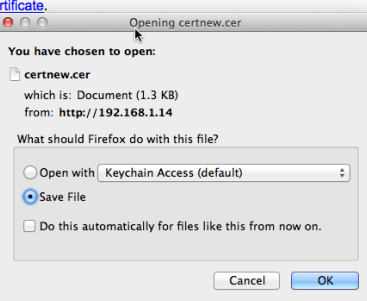 rtificate.
Opening certnew.cer
You have chosen to open:
certnew.cer
which is: Document (1.3 KB)
from: http://192.168.1.14
What should Firefox do with this file?
Open with Keychain Access (default)
Save File
Do this automatically for files like this from now on.
Cancel OK